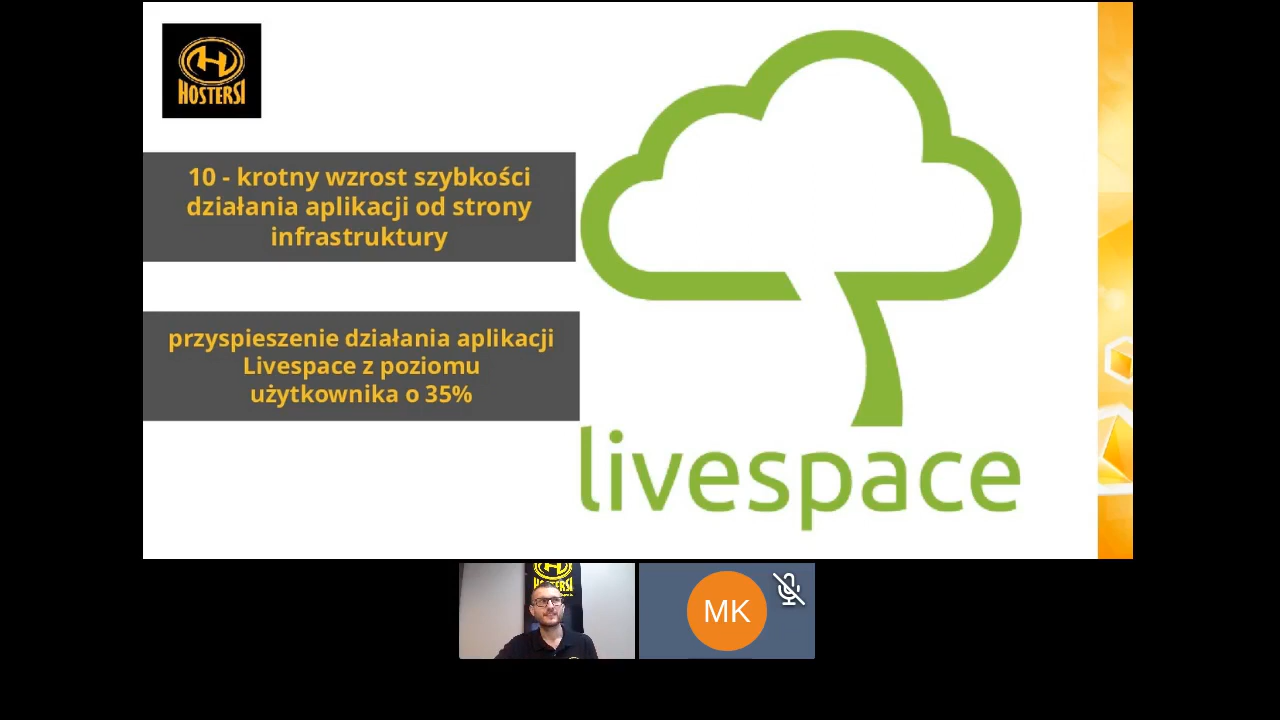 HOSTERSI
10 - krotny wzrost szybkości
działania aplikacji od strony
infrastruktury
przyspieszenie działania aplikacji
Livespace z poziomu
użytkownika o 35%
livespace
HOSTERSI
MK